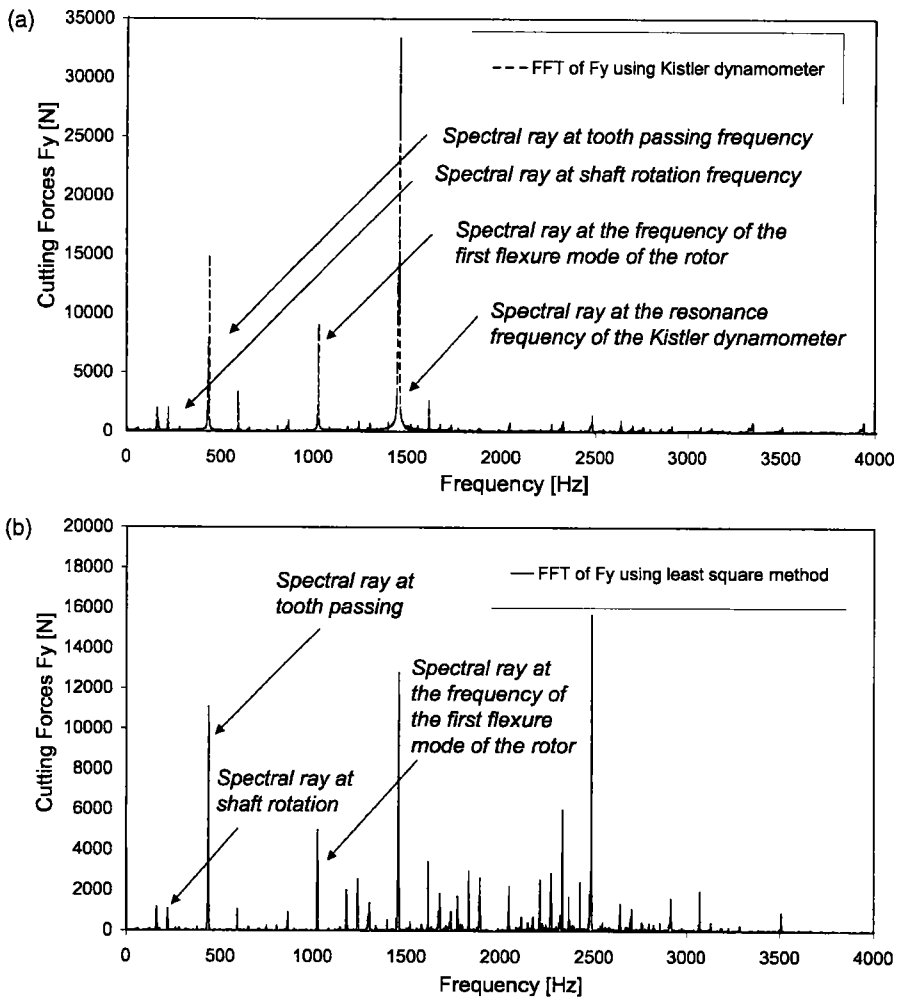 (a)
35000
30000
25000
20000
15000
10000
5000
0
Cutting Forces Fy [N]
FFT of Fy using Kistler dynamometer
Spectral ray at tooth passing frequency
Spectral ray at shaft rotation frequency
Spectral ray at the frequency of the
first flexure mode of the rotor
Spectral ray at the resonance
frequency of the Kistler dynamometer
0 500 1000 1500 2000 2500 3000 3500 4000
Frequency [Hz]
(b)
20000
18000
16000
14000
12000
10000
8000
6000
4000
2000
0
Cutting Forces Fy [N]
FFT of Fy using least square method
Spectral ray at
tooth passing
Spectral ray at
the frequency of
the first flexure
mode of the rotor
Spectral ray at
shaft rotation
0 500 1000 1500 2000 2500 3000 3500 4000
Frequency [Hz]